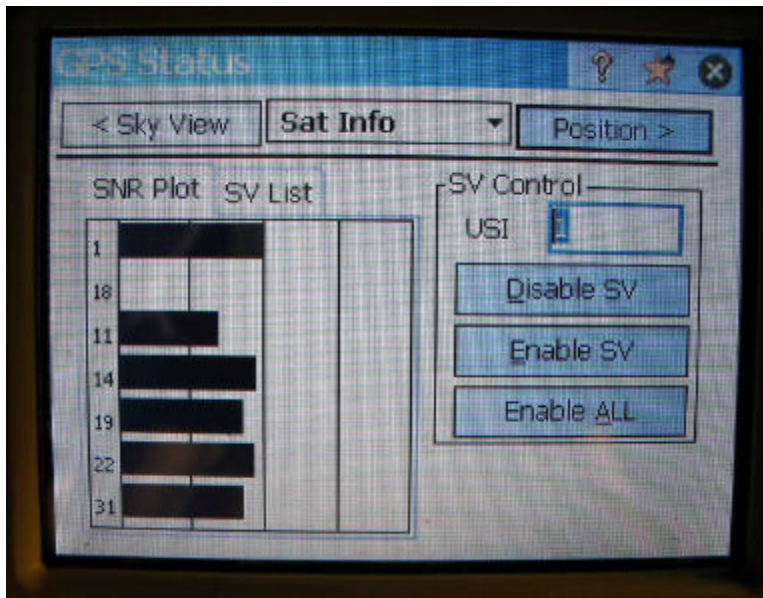 GPS Status
?
< Sky View
Sat Info
Position >
SNR Plot
SV List
SV Control
USI
1
Disable SV
Enable SV
Enable ALL
1
18
11
14
19
22
31